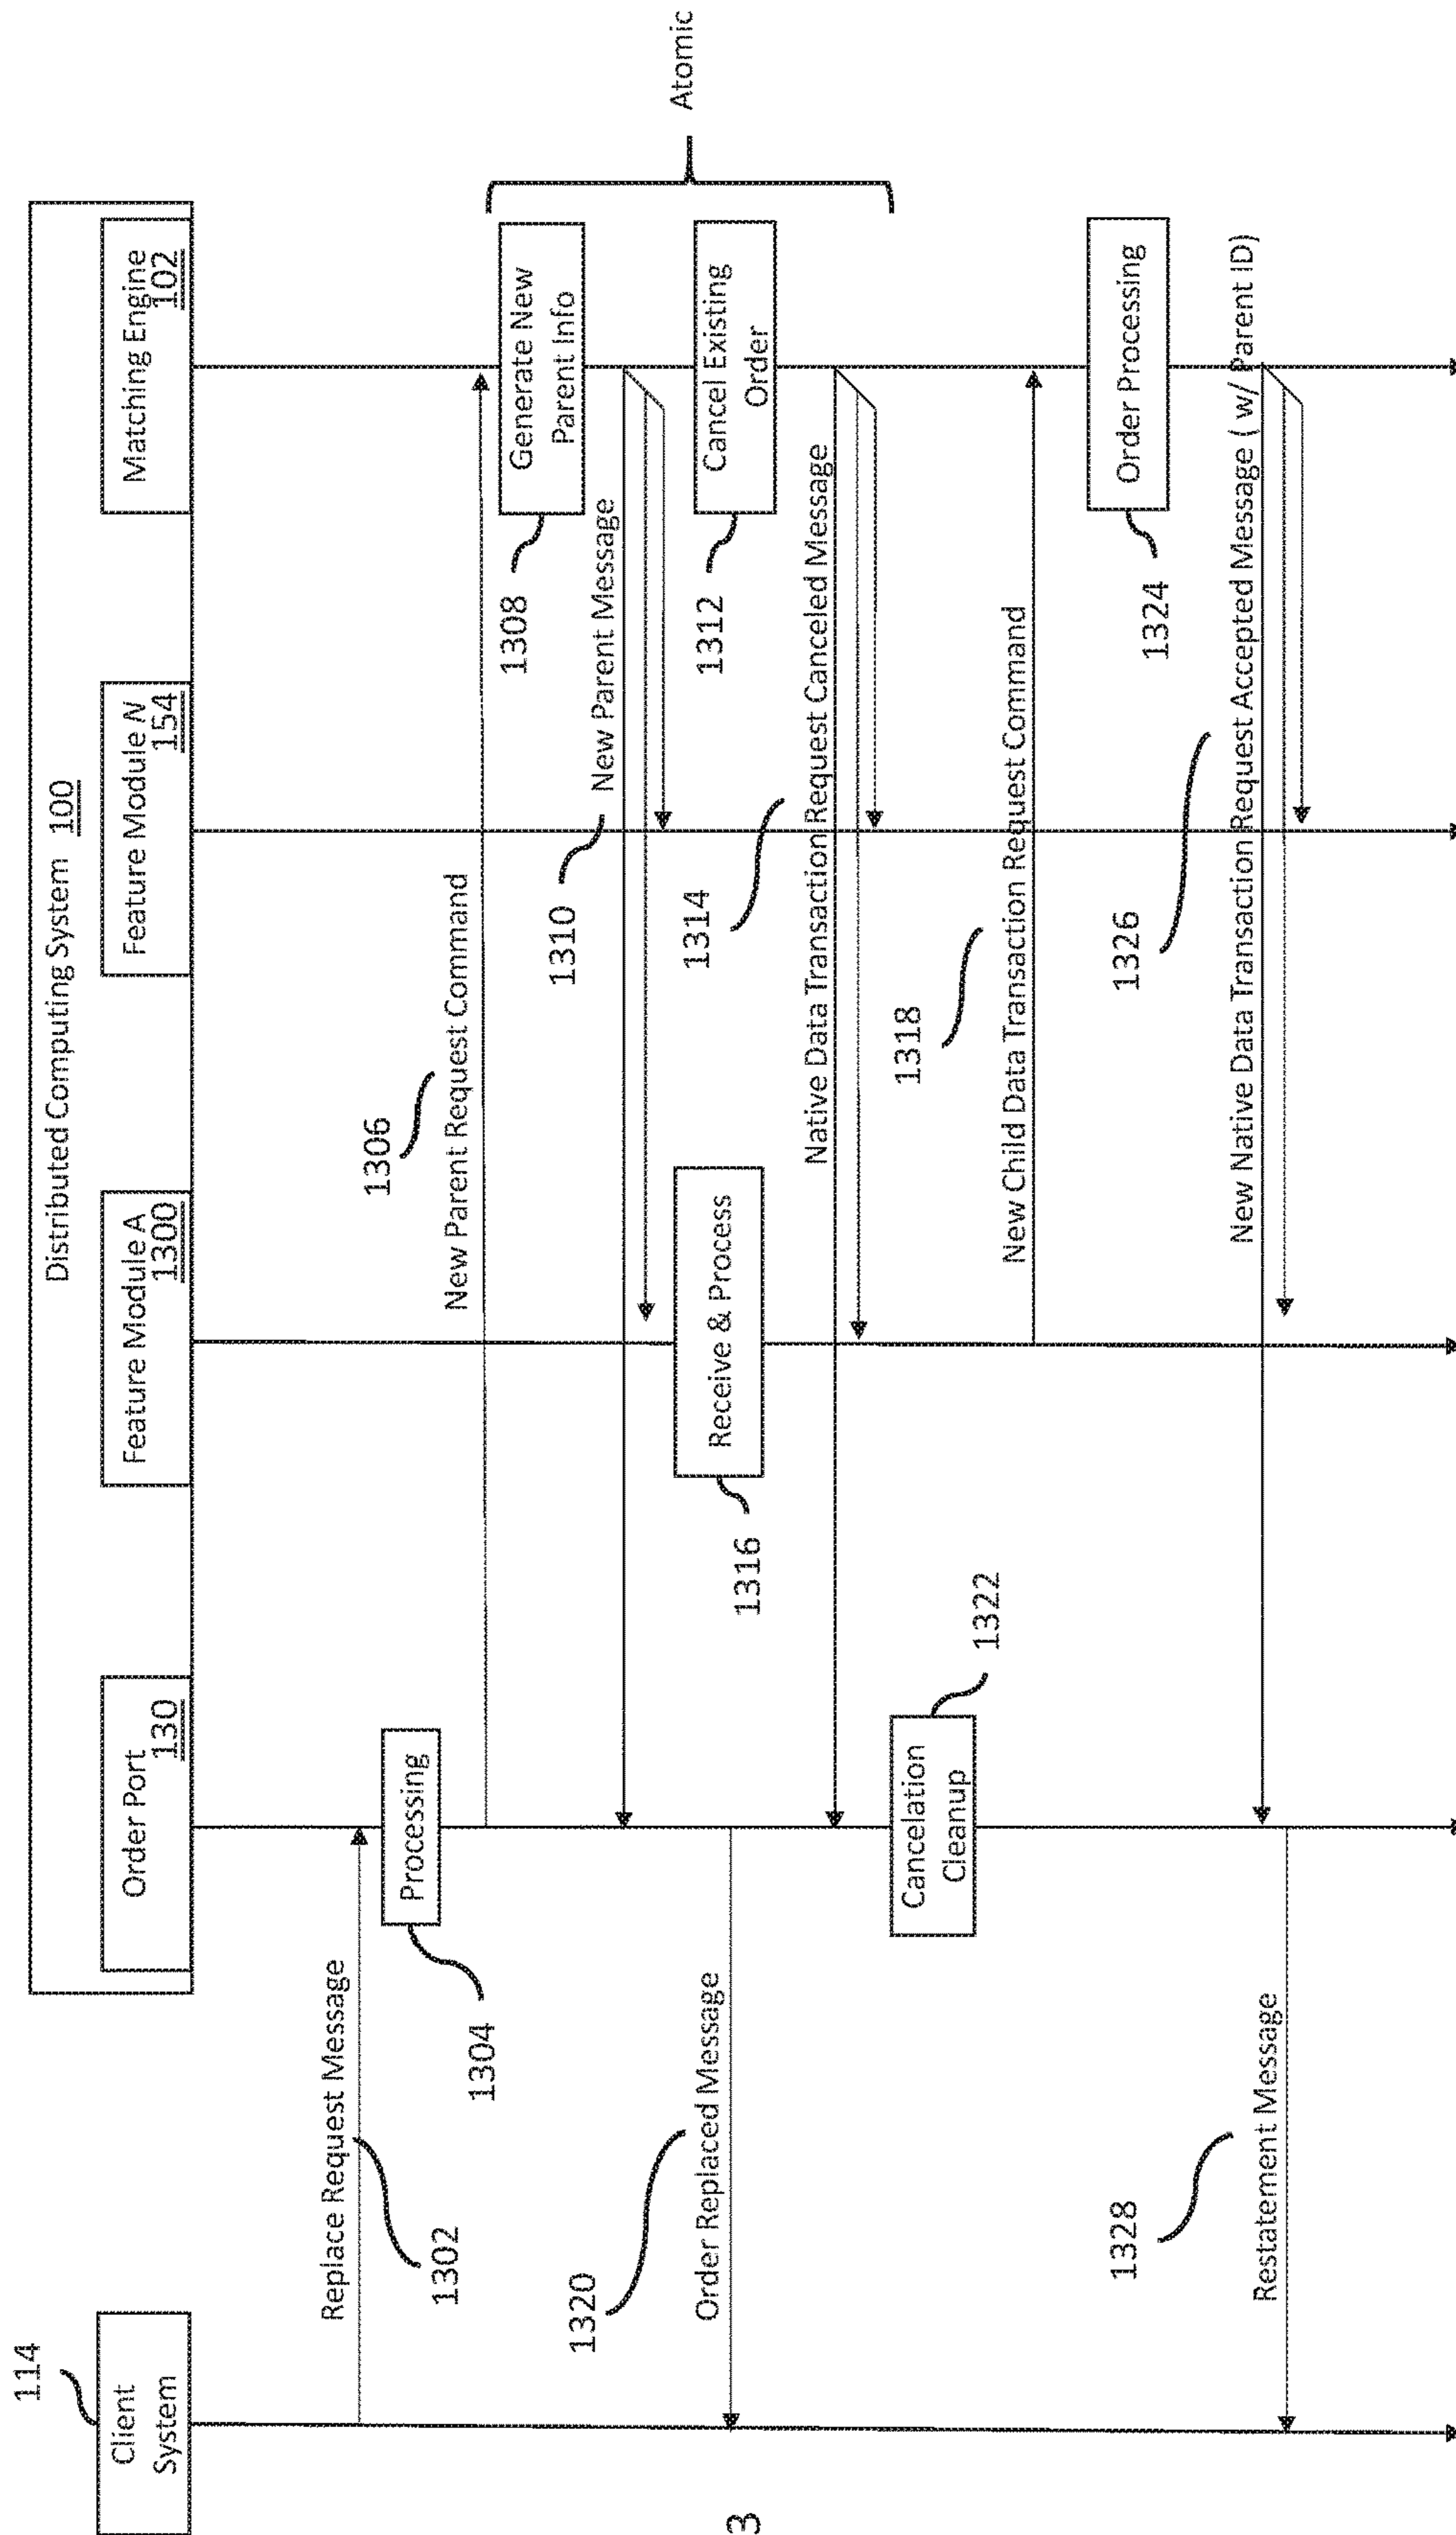 Distributed Computing System 100
114
Client
System
Order Port
130
Feature Module A
1300
Feature Module N
154
Matching Engine
102
Replace Request Message
1302
Processing
1304
1306
New Parent Request Command
1308
Generate New
Parent Info
Atomic
1310
New Parent Message
1312
Cancel Existing
Order
Receive & Process
1316
1320
Order Replaced Message
1314
Native Data Transaction Request Canceled Message
Cancelation
Cleanup
1322
1318
New Child Data Transaction Request Command
1324
Order Processing
1326
New Native Data Transaction Request Accepted Message ( w/ Parent ID)
1328
Restatement Message
3